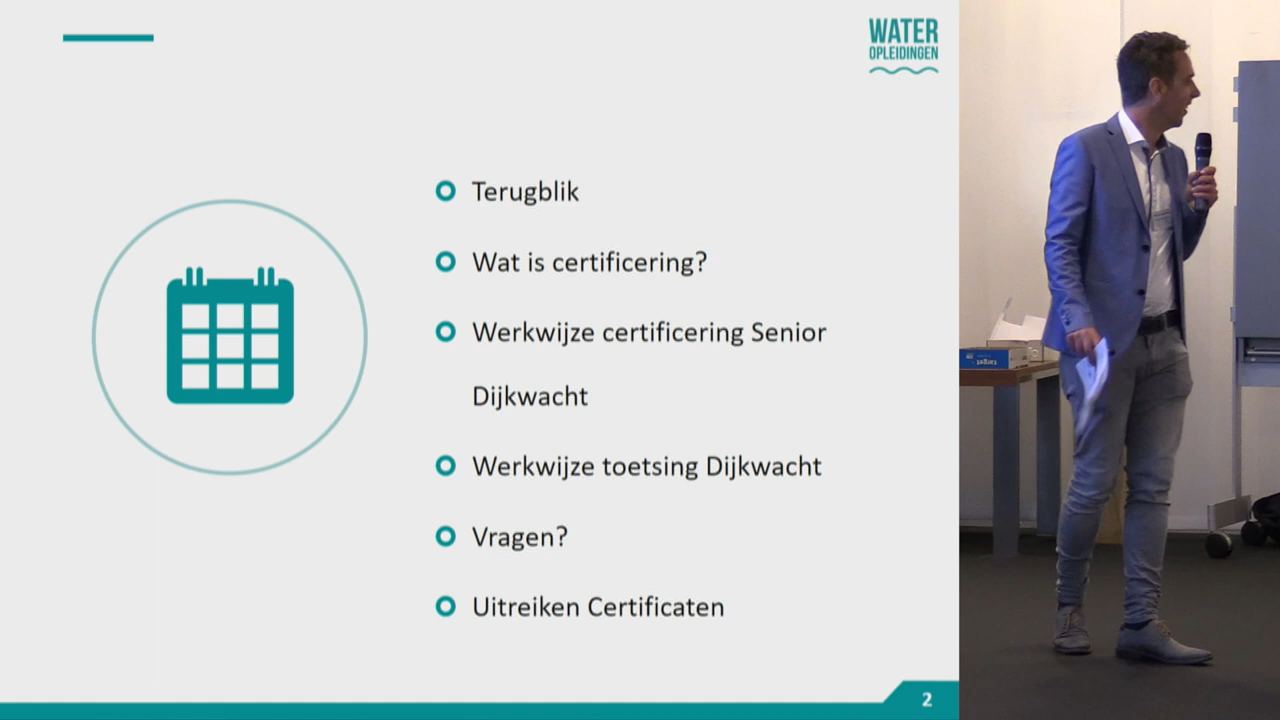 WATER
OPLEIDINGEN
Terugblik
Wat is certificering?
Werkwijze certificering Senior
Dijkwacht
Werkwijze toetsing Dijkwacht
Vragen?
Uitreiken Certificaten
2